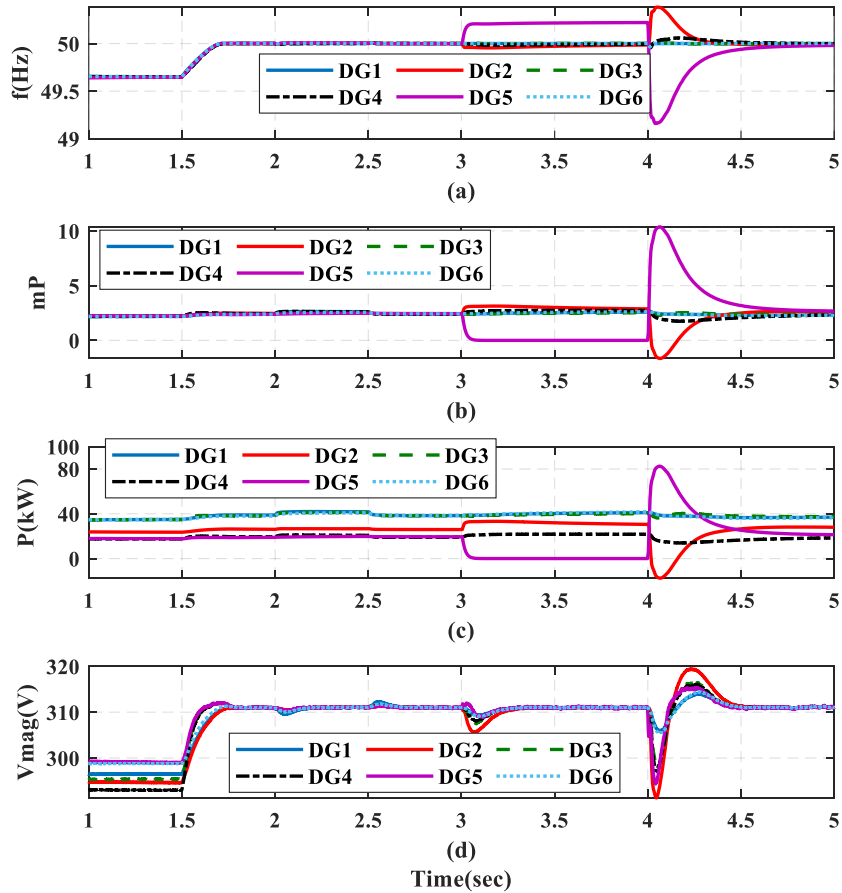 f(Hz)
50
49.5
49
DG1 DG2 DG3
DG4 DG5 DG6
1 1.5 2 2.5 3 3.5 4 4.5 5
(a)
mP
10
5
0
DG1 DG2 DG3
DG4 DG5 DG6
1 1.5 2 2.5 3 3.5 4 4.5 5
(b)
P(kW)
100
80
40
0
DG1 DG2 DG3
DG4 DG5 DG6
1 1.5 2 2.5 3 3.5 4 4.5 5
(c)
Vmag(V)
320
310
300
DG1 DG2 DG3
DG4 DG5 DG6
1 1.5 2 2.5 3 3.5 4 4.5 5
(d)
Time(sec)